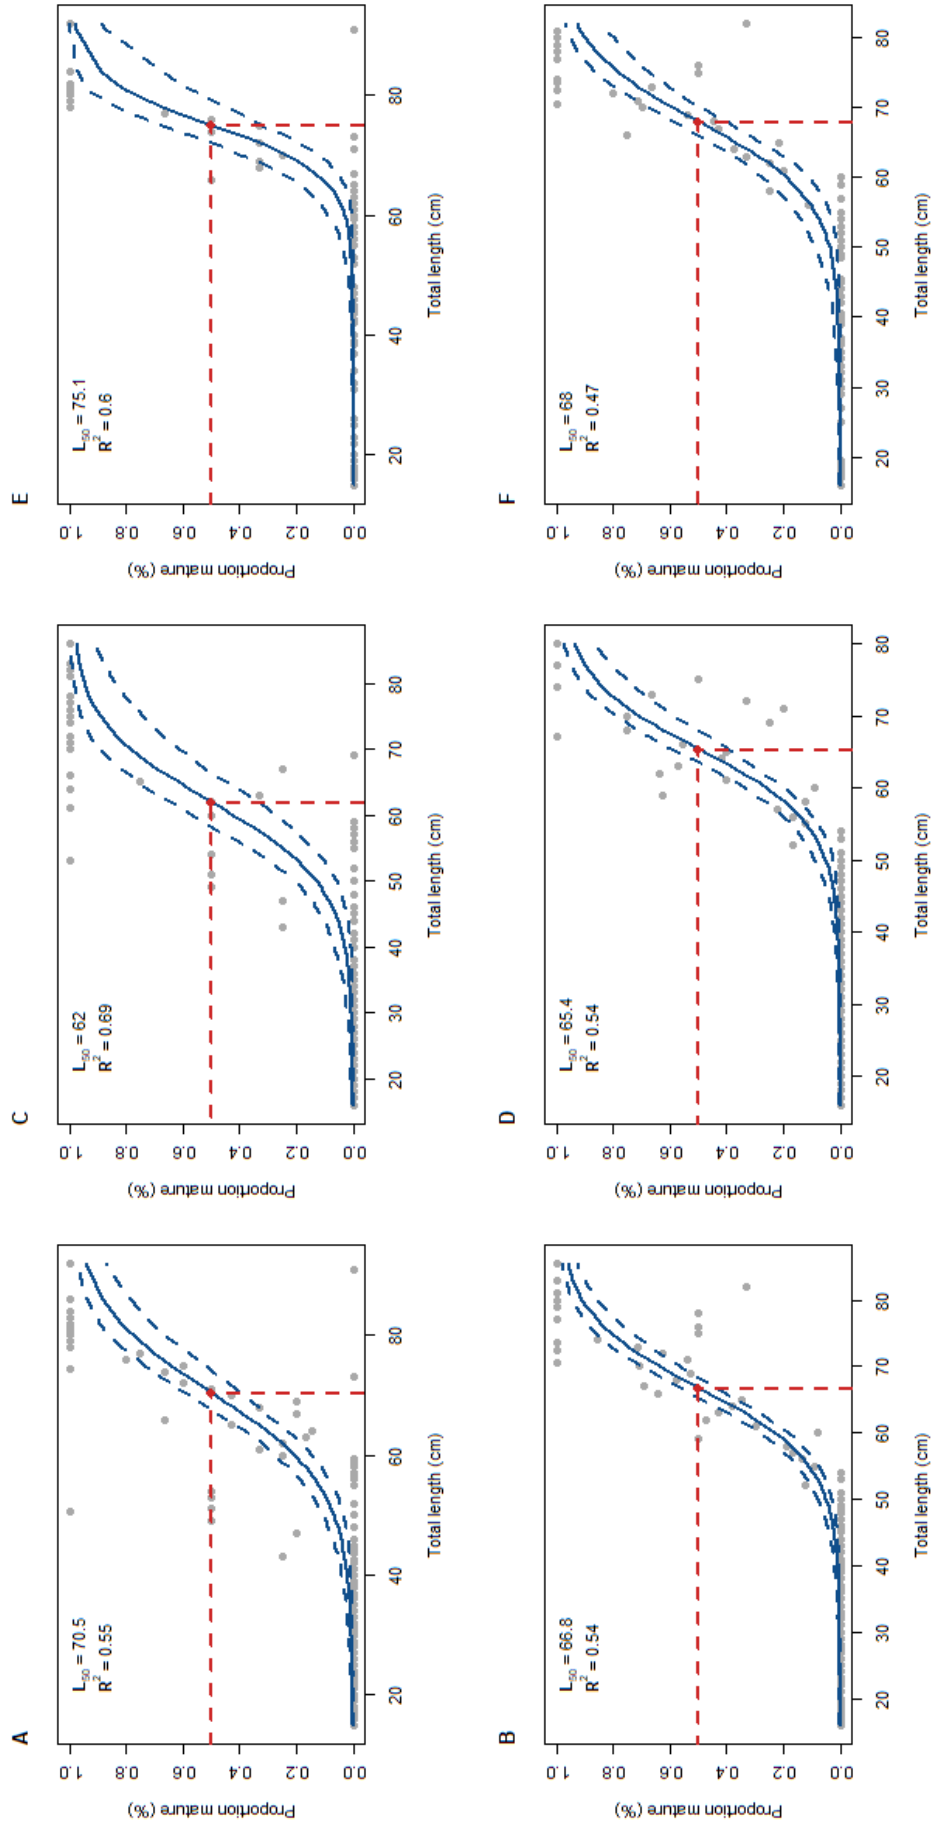 A
Proportion mature (%)
1.0
0.8
0.6
0.4
0.2
0.0
L50 = 70.5
R² = 0.55
20 40 60 80
Total length (cm)
C
Proportion mature (%)
1.0
0.8
0.6
0.4
0.2
0.0
L50 = 62
R² = 0.69
20 30 40 50 60 70 80
Total length (cm)
E
Proportion mature (%)
1.0
0.8
0.6
0.4
0.2
0.0
L50 = 75.1
R² = 0.6
20 40 60 80
Total length (cm)
B
Proportion mature (%)
1.0
0.8
0.6
0.4
0.2
0.0
L50 = 66.8
R² = 0.54
20 30 40 50 60 70 80
Total length (cm)
D
Proportion mature (%)
1.0
0.8
0.6
0.4
0.2
0.0
L50 = 65.4
R² = 0.54
20 30 40 50 60 70 80
Total length (cm)
F
Proportion mature (%)
1.0
0.8
0.6
0.4
0.2
0.0
L50 = 68
R² = 0.47
20 30 40 50 60 70 80
Total length (cm)